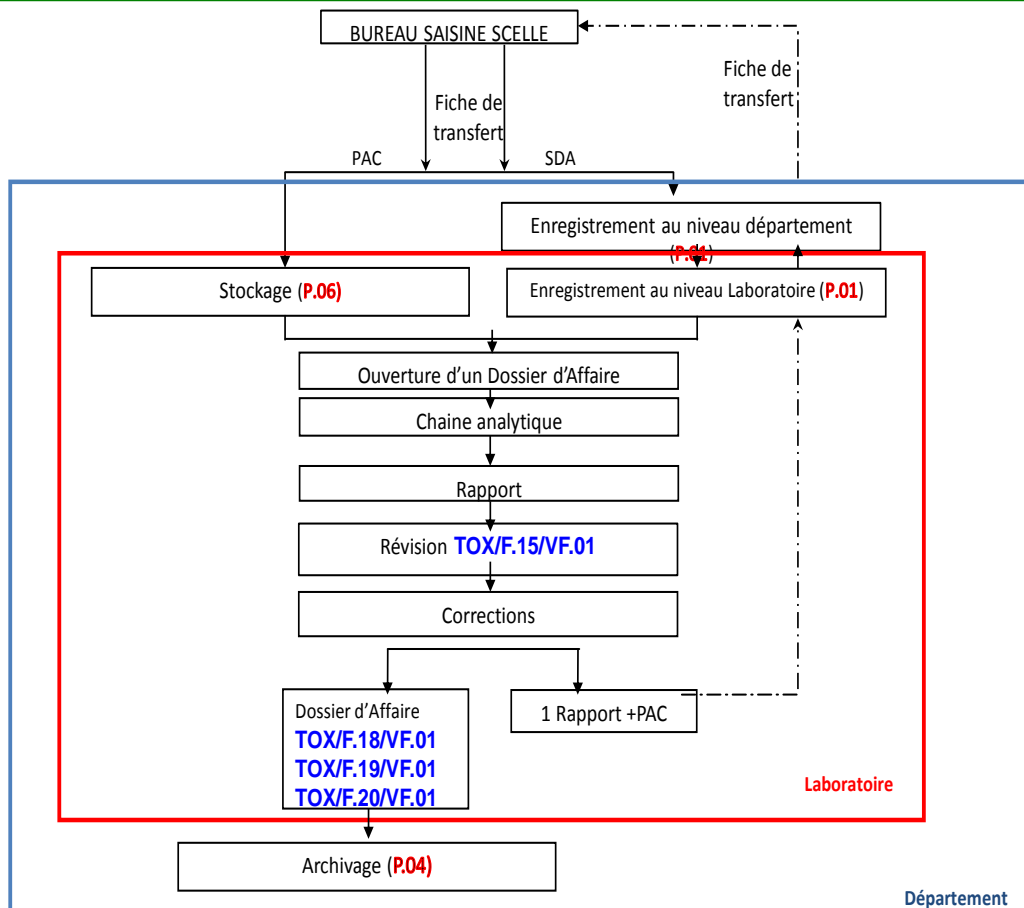 BUREAU SAISINE SCELLE
Fiche de
transfert
Fiche de
transfert
PAC
SDA
Enregistrement au niveau département
(P.01)
Stockage (P.06)
Enregistrement au niveau Laboratoire (P.01)
Ouverture d'un Dossier d'Affaire
Chaine analytique
Rapport
Révision TOX/F.15/VF.01
Corrections
Dossier d'Affaire
TOX/F.18/VF.01
TOX/F.19/VF.01
TOX/F.20/VF.01
1 Rapport +PAC
Laboratoire
Archivage (P.04)
Département